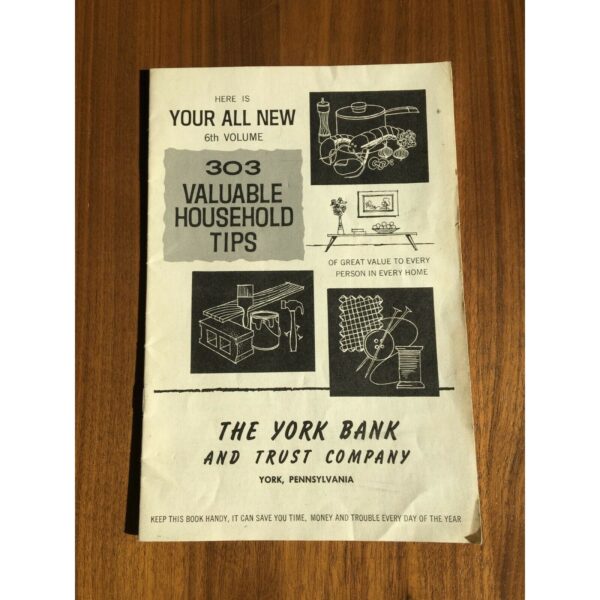 HERE IS
YOUR ALL NEW
6th VOLUME
303
VALUABLE
HOUSEHOLD
TIPS
OF GREAT VALUE TO EVERY
PERSON IN EVERY HOME
THE YORK BANK
AND TRUST COMPANY
YORK, PENNSYLVANIA
KEEP THIS BOOK HANDY, IT CAN SAVE YOU TIME, MONEY AND TROUBLE EVERY DAY OF THE YEAR